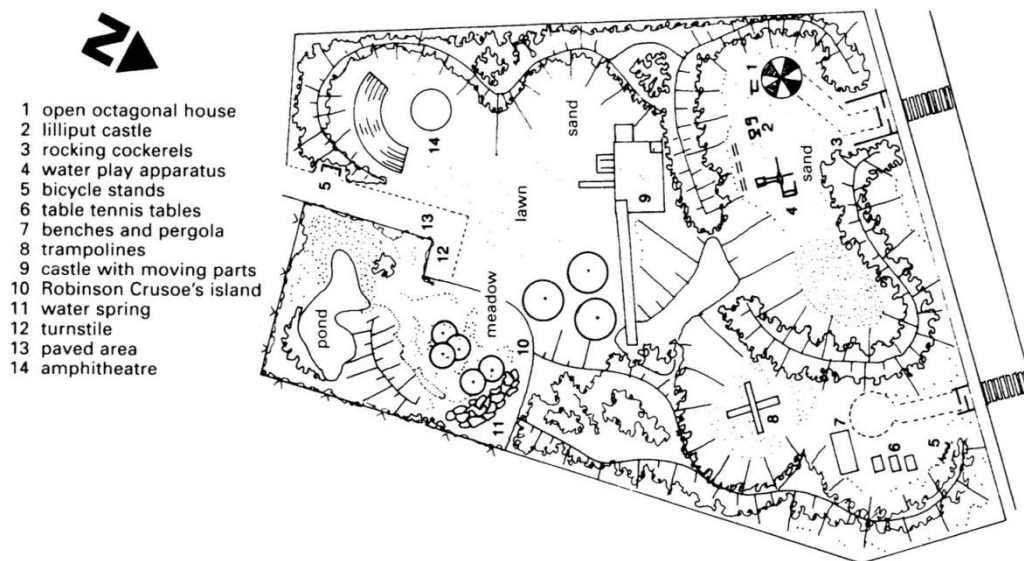 N
1 open octagonal house
2 lilliput castle
3 rocking cockerels
4 water play apparatus
5 bicycle stands
6 table tennis tables
7 benches and pergola
8 trampolines
9 castle with moving parts
10 Robinson Crusoe's island
11 water spring
12 turnstile
13 paved area
14 amphitheatre
5
14
13
12
pond
meadow
10
11
lawn
sand
9
1
2
3
sand
4
8
7
6
5